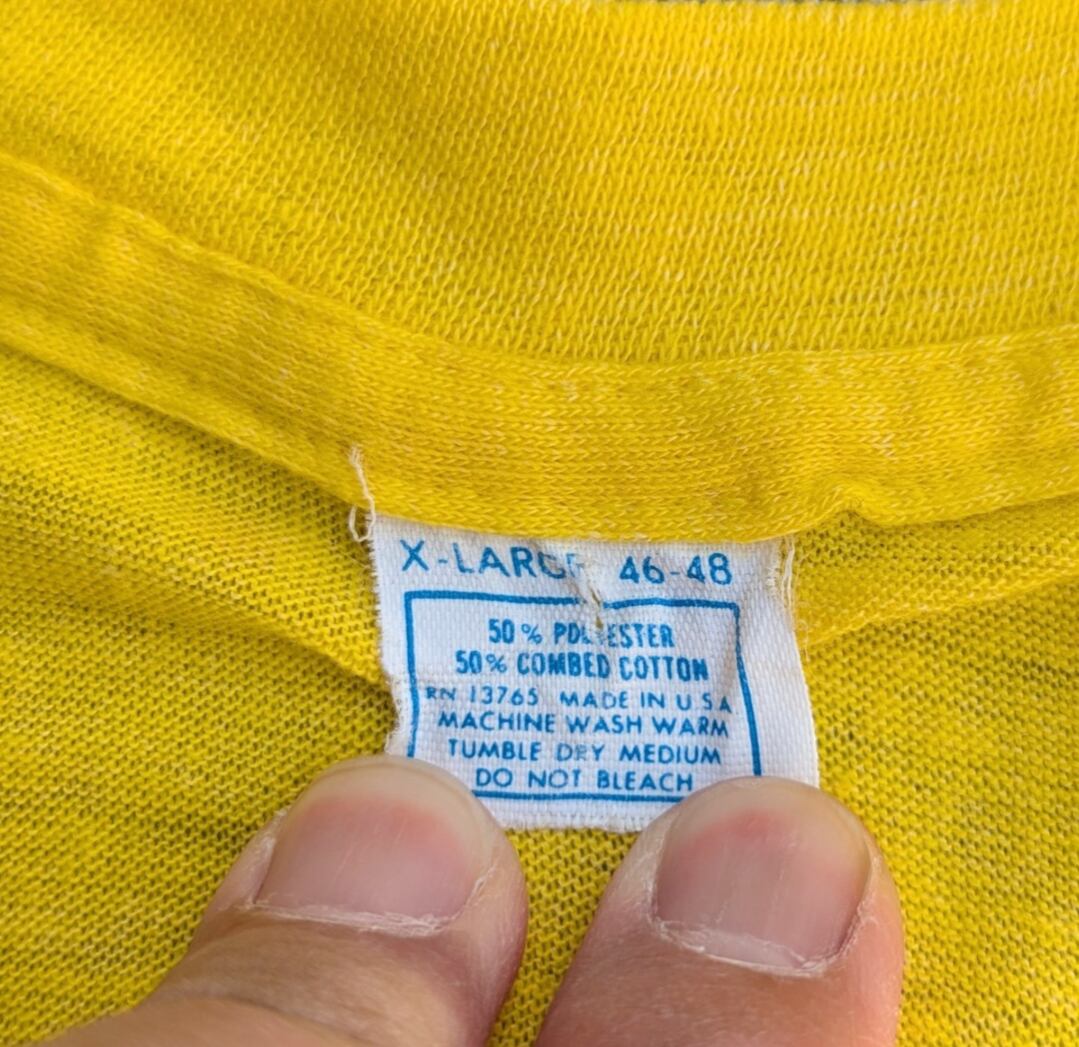 X-LARGE 46-48
50% POLYESTER
50% COMBED COTTON
RN 13765 MADE IN U S A
MACHINE WASH WARM
TUMBLE DRY MEDIUM
DO NOT BLEACH